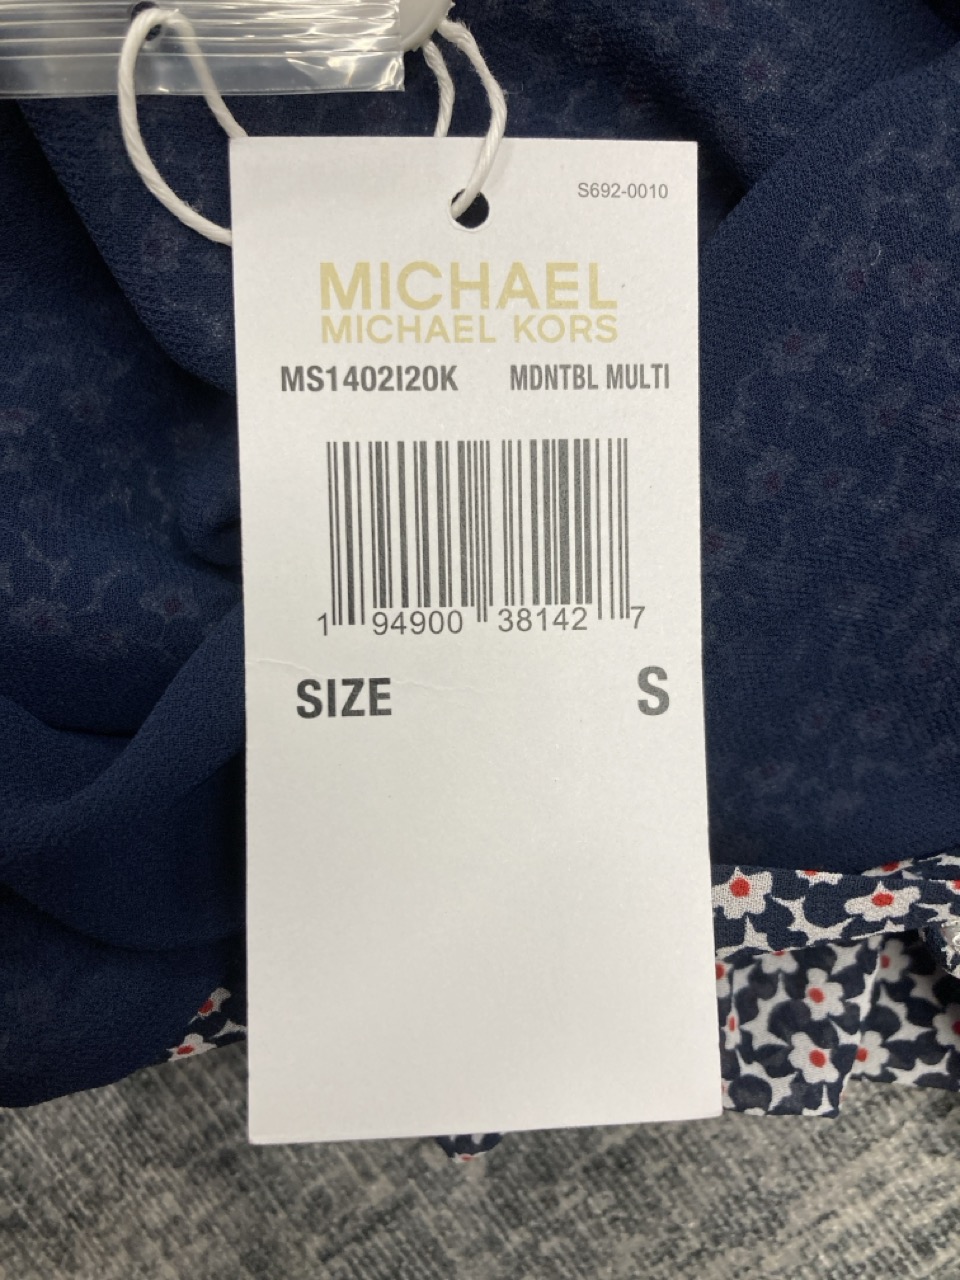 S692-0010
MICHAEL
MICHAEL KORS
MS1402I20K MDNTBL MULTI
1 94900 38142 7
SIZE S